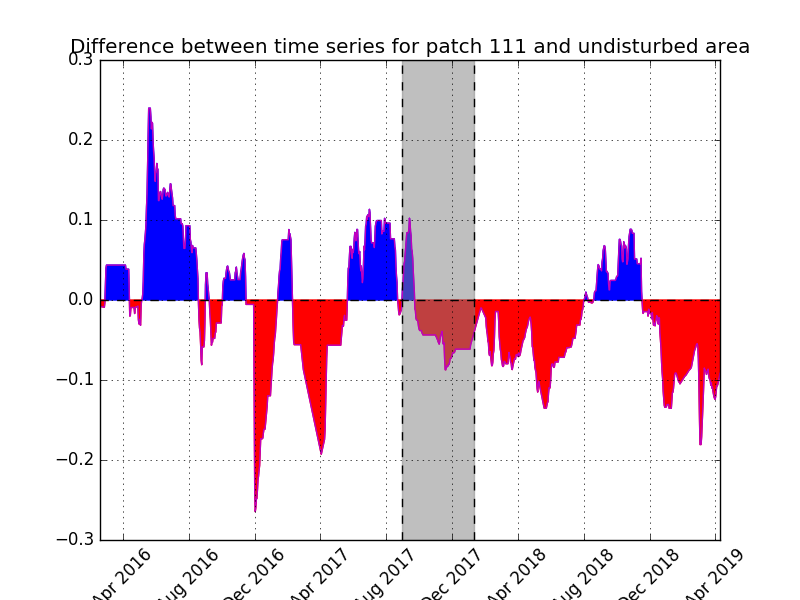 Difference between time series for patch 111 and undisturbed area
0.3
0.2
0.1
0.0
−0.1
−0.2
−0.3
Apr 2016
Aug 2016
Dec 2016
Apr 2017
Aug 2017
Dec 2017
Apr 2018
Aug 2018
Dec 2018
Apr 2019